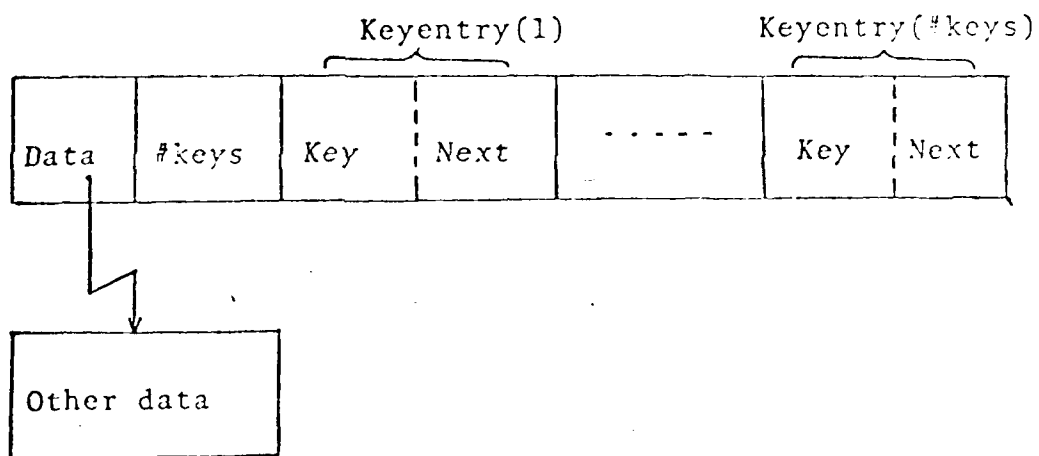 Keyentry(1) Keyentry(#keys)
Data #keys Key Next ----- Key Next
Other data